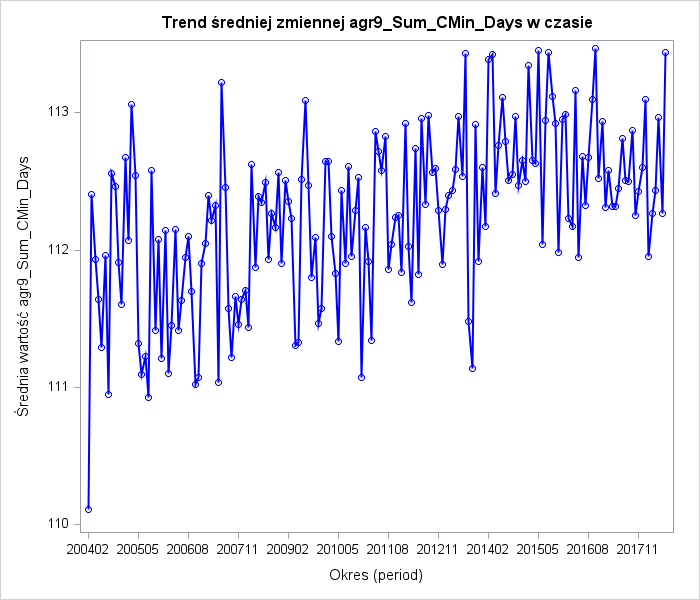 Trend średniej zmiennej agr9_Sum_CMin_Days w czasie
Średnia wartość agr9_Sum_CMin_Days
113
112
111
110
200402 200505 200608 200711 200902 201005 201108 201211 201402 201505 201608 201711
Okres (period)